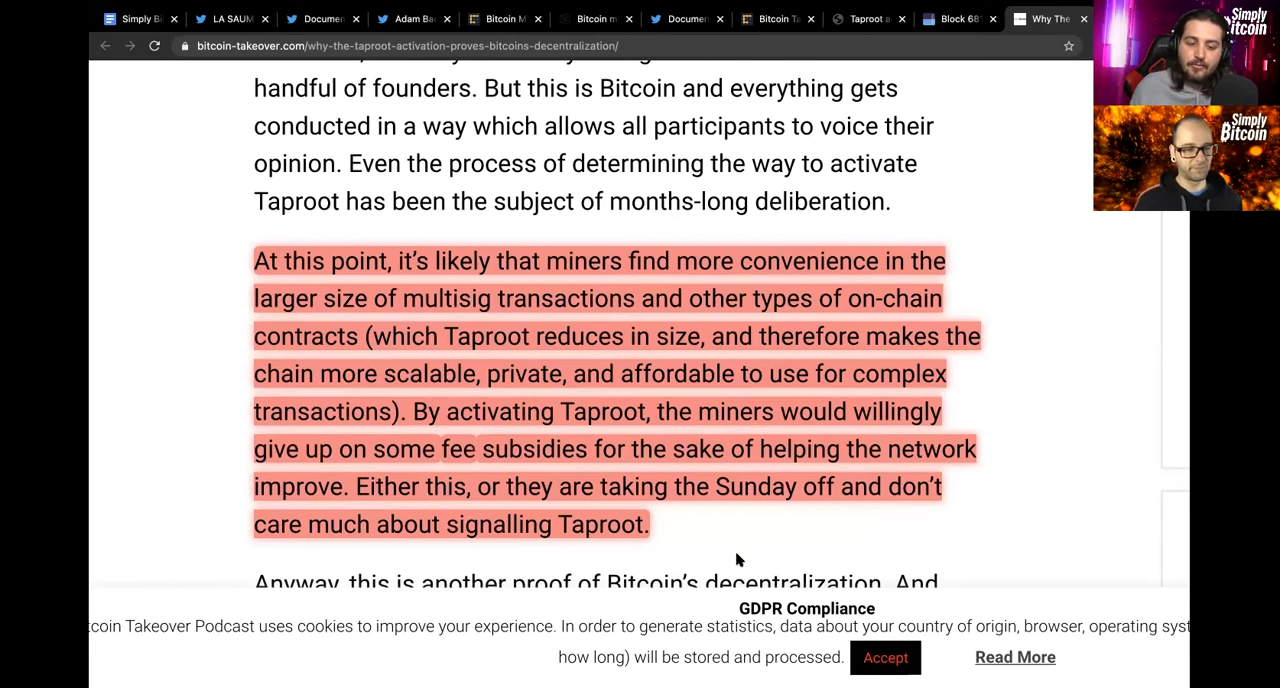 Simply Bi
LA SAUM
Documen
Adam Ba
Bitcoin M
Bitcoin m
Documen
Bitcoin Ta
Taproot a
Block 68
Why The
bitcoin-takeover.com/why-the-taproot-activation-proves-bitcoins-decentralization/
Simply
Bitcoin
Simply
Bitcoin
handful of founders. But this is Bitcoin and everything gets
conducted in a way which allows all participants to voice their
opinion. Even the process of determining the way to activate
Taproot has been the subject of months-long deliberation.
At this point, it’s likely that miners find more convenience in the
larger size of multisig transactions and other types of on-chain
contracts (which Taproot reduces in size, and therefore makes the
chain more scalable, private, and affordable to use for complex
transactions). By activating Taproot, the miners would willingly
give up on some fee subsidies for the sake of helping the network
improve. Either this, or they are taking the Sunday off and don’t
care much about signalling Taproot.
Anyway, this is another proof of Bitcoin’s decentralization. And
GDPR Compliance
tcoin Takeover Podcast uses cookies to improve your experience. In order to generate statistics, data about your country of origin, browser, operating syst
how long) will be stored and processed.
Accept
Read More